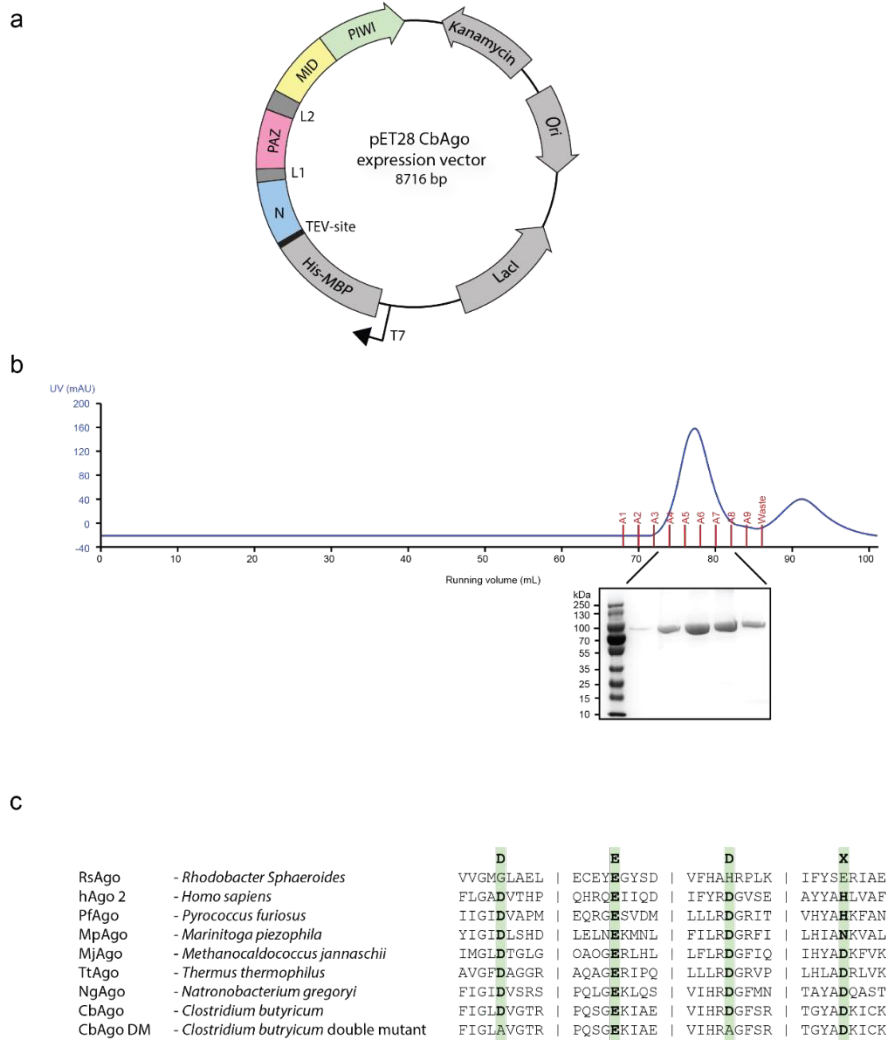 a
PIWI
Kanamycin
MID
L2
Ori
PAZ
pET28 CbAgo
expression vector
8716 bp
L1
N
TEV-site
His-MBP
LacI
T7
b
UV (mAU)
200
160
120
80
40
0
-40
A1 A2 A3 A4 A5 A6 A7 A8 A9 Waste
0 10 20 30 40 50 60 70 80 90 100
Running volume (mL)
kDa
250
130
100
70
55
35
25
15
10
c
D E D X
RsAgo - Rhodobacter Sphaeroides VVGMGLAEL | ECEYEGYSD | VFHAHRPLK | IFYSERIAE
hAgo 2 - Homo sapiens FILGADVTHP | QHRQEIIQD | IFYRDGVSE | AYYAHLVAF
PfAgo - Pyrococcus furiosus YIGIDVAPM | EQRGESVDM | LLLRDGRIT | VHYAHKFAN
MpAgo - Marinitoga piezophila YIGIDLSHD | LELNEKMNL | FILRDGRFI | LHIANKVAL
MjAgo - Methanocaldococcus jannaschii IMGLDTGLG | OAOGERLHL | LLFLRDGFIQ | IHYADKFVK
TtAgo - Thermus thermophilus AVGFDAGGR | AQAGERIPQ | LLLRDGRVP | LHLADRLVK
NgAgo - Natronobacterium gregoryi FIGIDVSRS | PQLGEKLQS | VVIRDGFMN | TAYADQAST
CbAgo - Clostridium butyricum FIGLDVGTR | PQSGEKIAE | VIHRDGFSR | TGYADKICK
CbAgo DM - Clostridium butryicum double mutant FIGLAVGTR | PQSGEKIAE | VIHRAGFSR | TGYADKICK